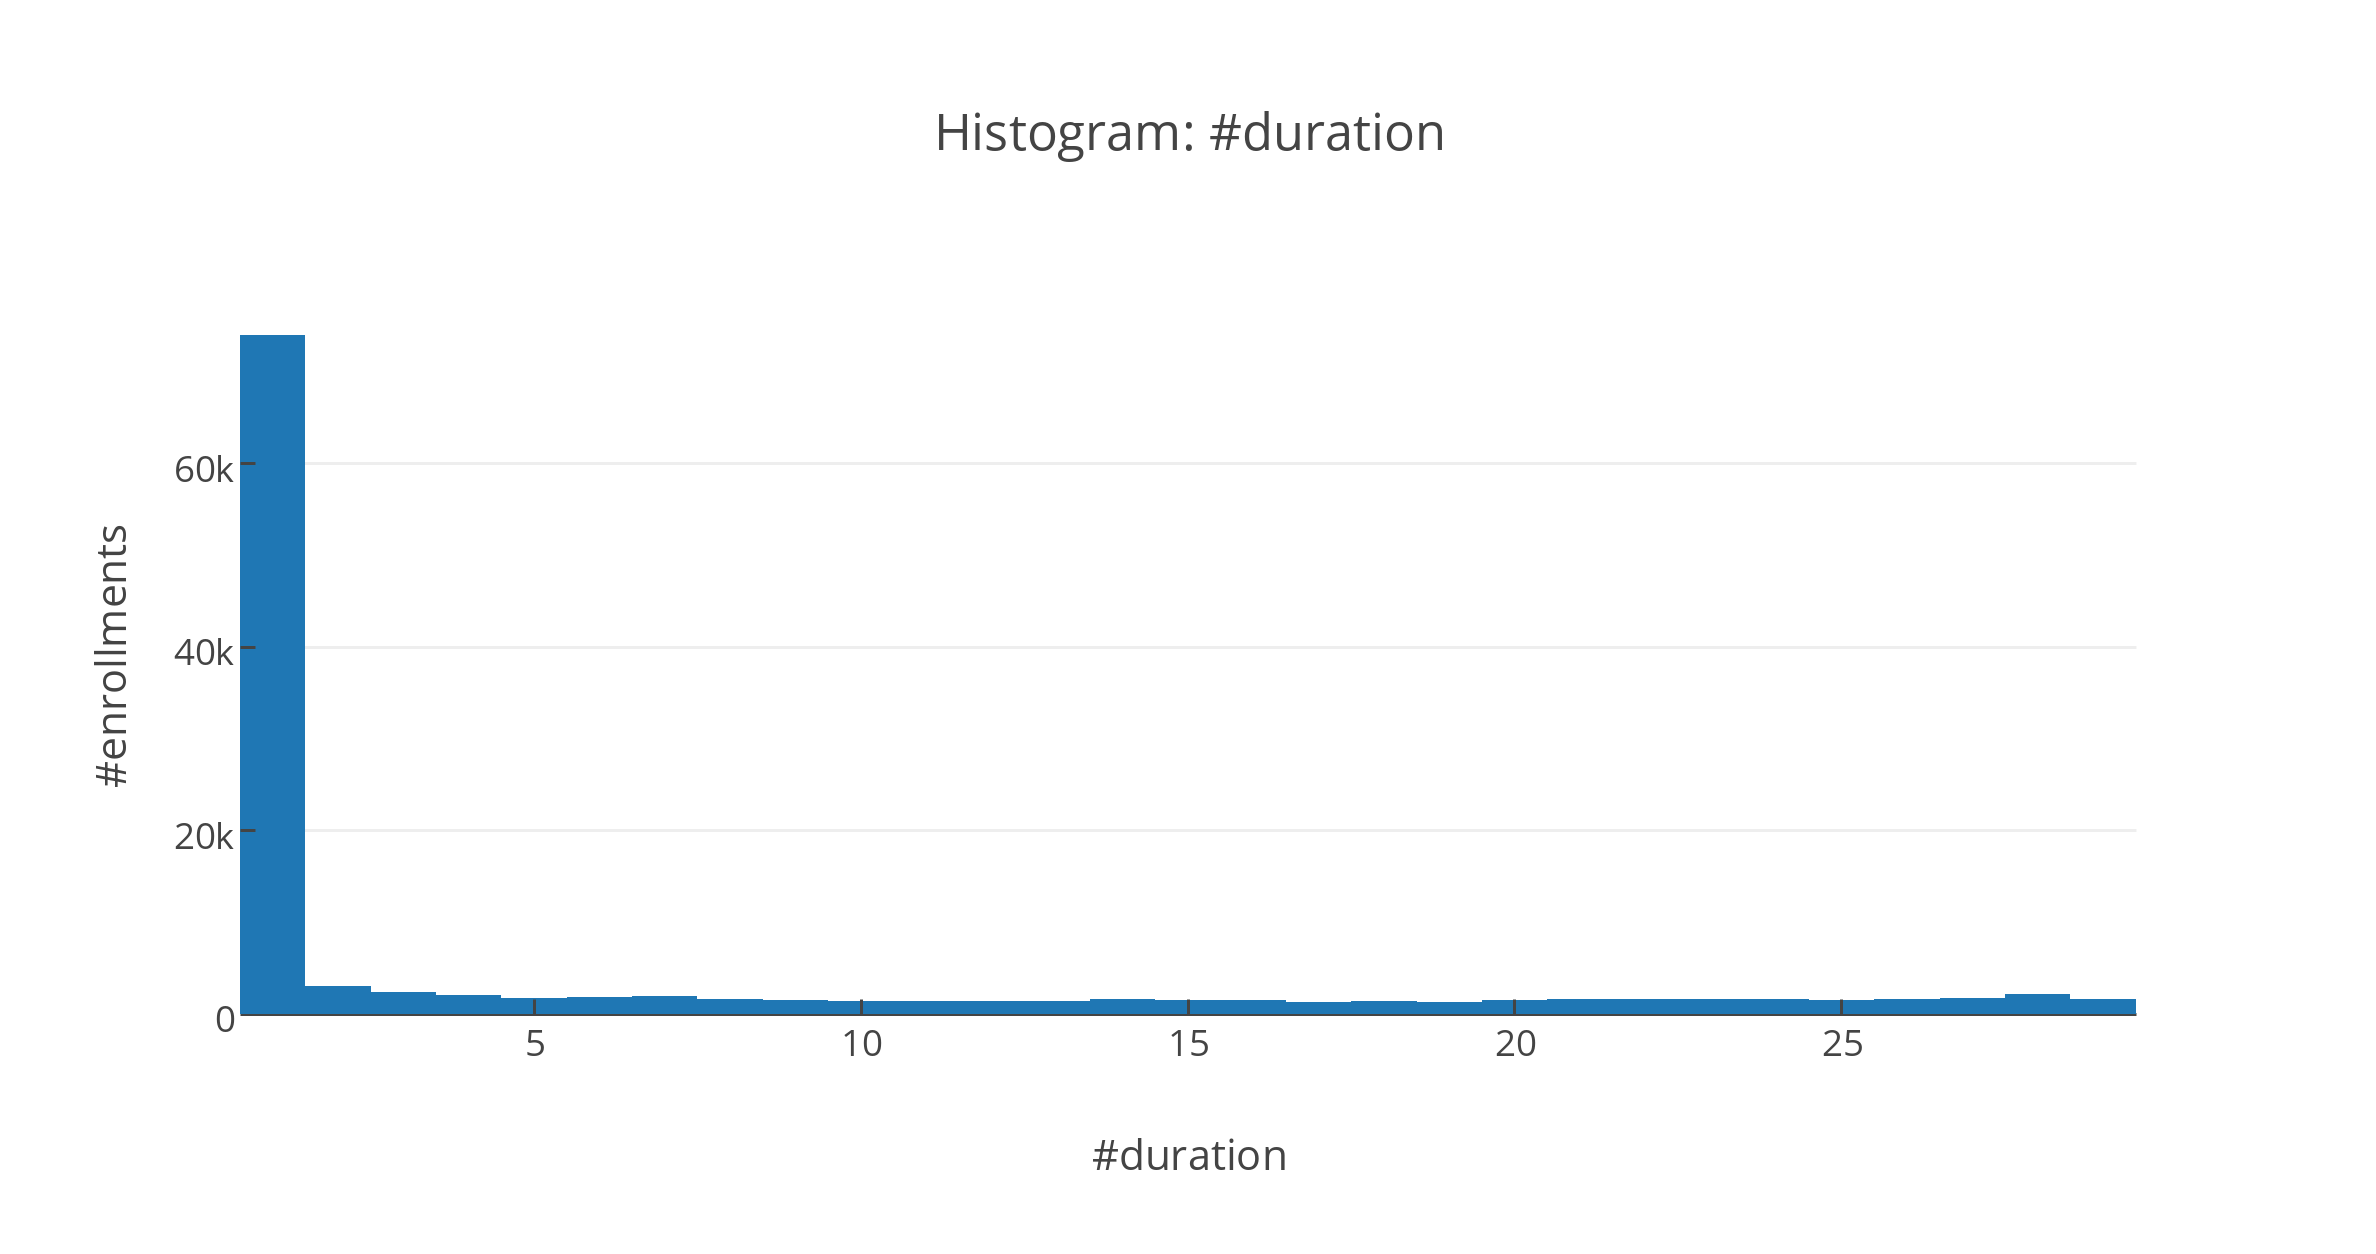 Histogram: #duration
60k
40k
20k
0
#enrollments
5 10 15 20 25
#duration